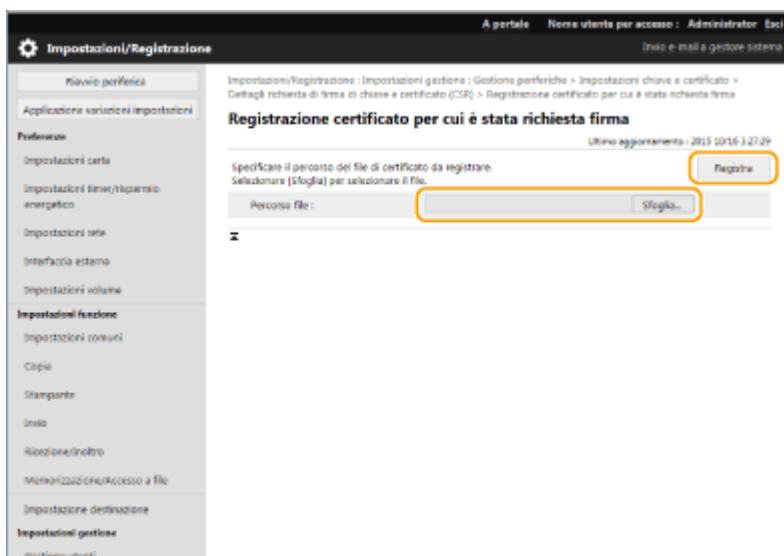 A portale Nome utente per accesso : Administrator Esci
Impostazioni/Registrazione
Invio e-mail a gestore sistema
Riavvio periferica
Applicazione variazioni impostazioni
Preferenze
Impostazioni carta
Impostazioni timer/risparmio
energetico
Impostazioni rete
Interfaccia esterna
Impostazioni volume
Impostazioni funzione
Impostazioni comuni
Copia
Stampante
Invio
Ricezione/Inoltro
Memorizzazione/Accesso a file
Impostazione destinazione
Impostazioni gestione
Gestione utenti
Impostazioni/Registrazione : Impostazioni gestione : Gestione periferiche > Impostazioni chiave e certificato >
Dettagli richiesta di firma di chiave e certificato (CSR) > Registrazione certificato per cui è stata richiesta firma
Registrazione certificato per cui è stata richiesta firma
Ultimo aggiornamento : 2015 10/16 3:27:29
Specificare il percorso del file di certificato da registrare.
Selezionare [Sfoglia] per selezionare il file.
Registra
Percorso file :
Sfoglia...